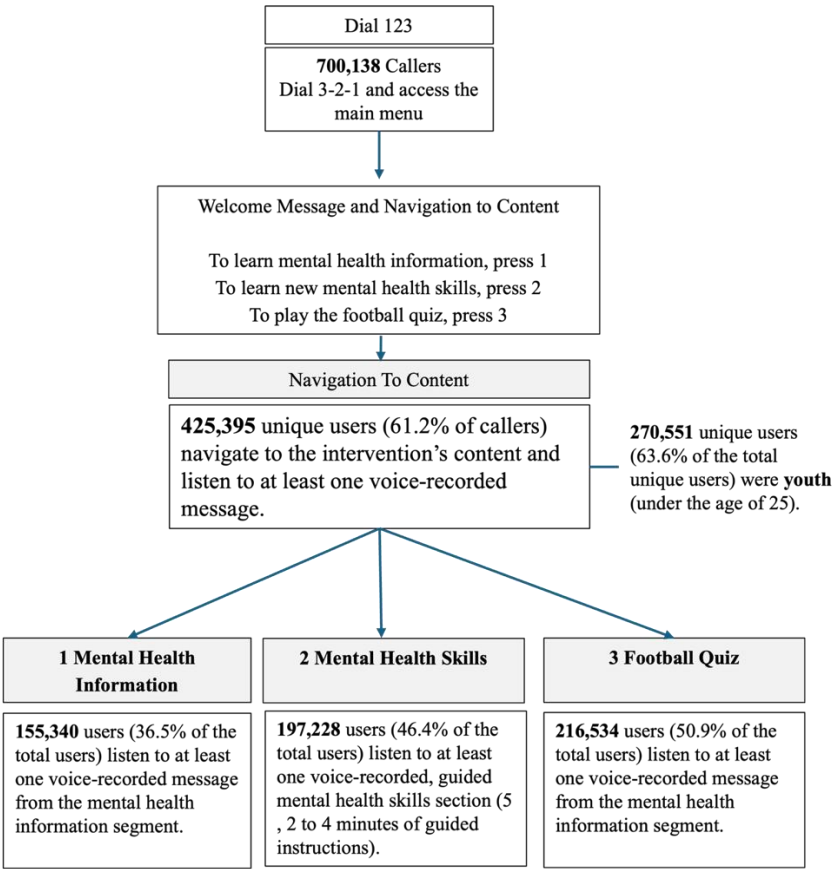 Dial 123
700,138 Callers
Dial 3-2-1 and access the
main menu
Welcome Message and Navigation to Content
To learn mental health information, press 1
To learn new mental health skills, press 2
To play the football quiz, press 3
Navigation To Content
425,395 unique users (61.2% of callers)
navigate to the intervention’s content and
listen to at least one voice-recorded
message.
270,551 unique users
(63.6% of the total
unique users) were youth
(under the age of 25).
1 Mental Health
Information
155,340 users (36.5% of the
total users) listen to at least
one voice-recorded message
from the mental health
information segment.
2 Mental Health Skills
197,228 users (46.4% of the
total users) listen to at least
one voice-recorded, guided
mental health skills section (5
, 2 to 4 minutes of guided
instructions).
3 Football Quiz
216,534 users (50.9% of the
total users) listen to at least
one voice-recorded message
from the mental health
information segment.